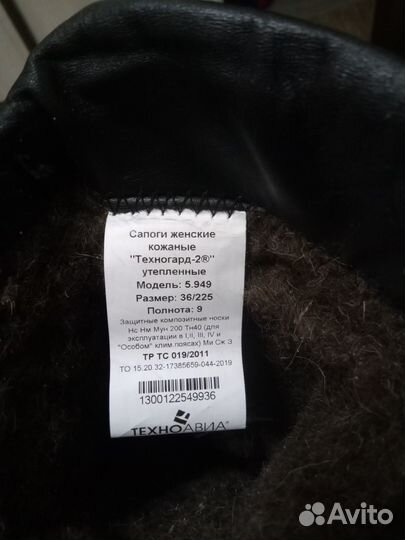 Сапоги женские
кожаные
"Техногард-2®"
утепленные
Модель: 5.949
Размер: 36/225
Полнота: 9
Защитные композитные носки
Нс Нм Мун 200 Тн40 (для
эксплуатации в I,II, III, IV и
"Особом" клим.поясах) Ми Ск З
ТР ТС 019/2011
ТО 15.20.32-17385659-044-2019
1300122549936
ТЕХНОАВИА®
Avito